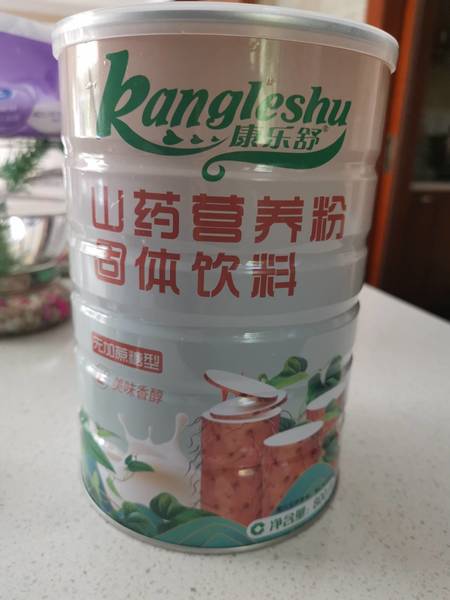 Kangleshu
康乐舒®
山药营养粉
固体饮料
无加蔗糖型
美味香醇
净含量: